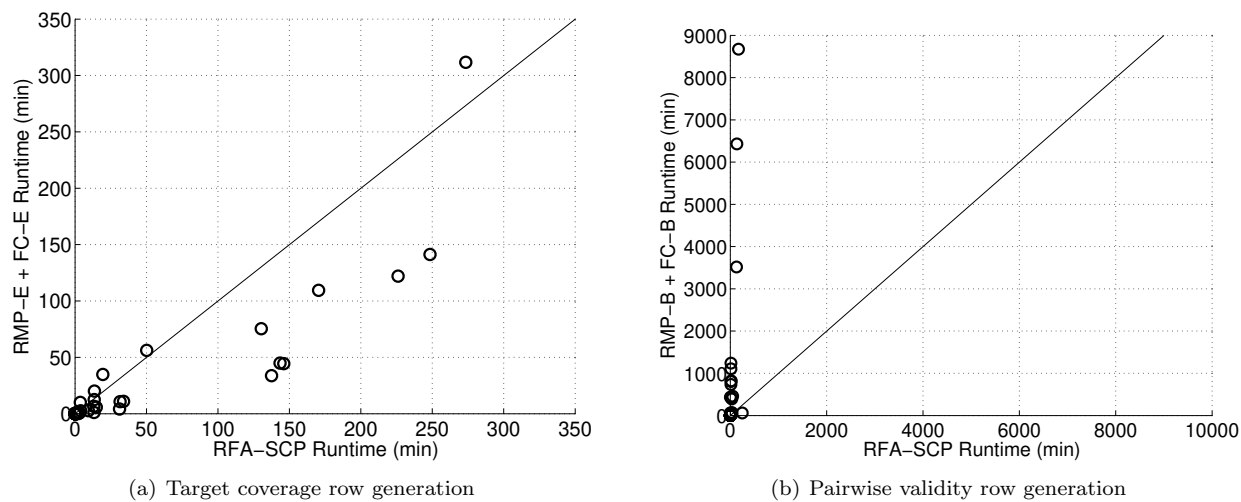 350
300
250
200
150
100
50
0
RMP−E + FC−E Runtime (min)
0 50 100 150 200 250 300 350
RFA−SCP Runtime (min)
(a) Target coverage row generation
9000
8000
7000
6000
5000
4000
3000
2000
1000
0
RMP−B + FC−B Runtime (min)
0 2000 4000 6000 8000 10000
RFA−SCP Runtime (min)
(b) Pairwise validity row generation